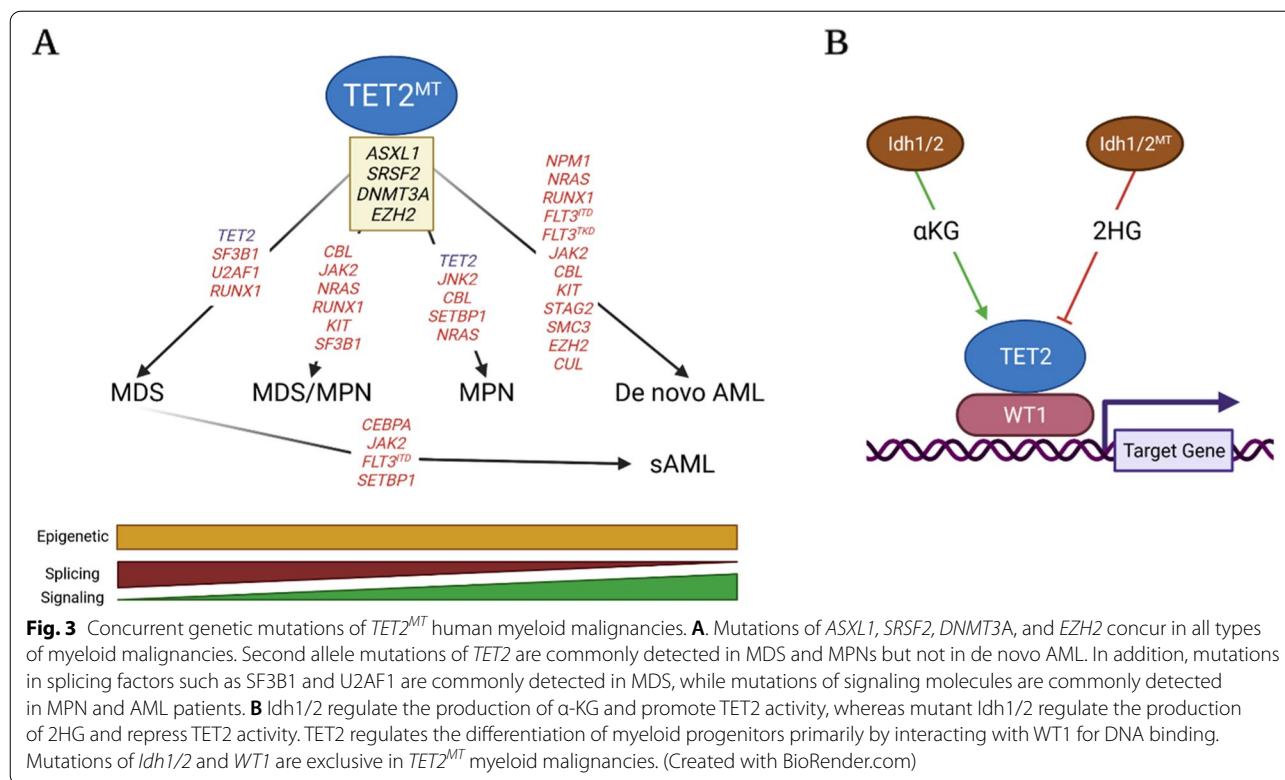 A
TET2MT
ASXL1
SRSF2
DNMT3A
EZH2
TET2
SF3B1
U2AF1
RUNX1
CBL
JAK2
NRAS
RUNX1
KIT
SF3B1
TET2
JNK2
CBL
SETBP1
NRAS
NPM1
NRAS
RUNX1
FLT3ITD
FLT3TKD
JAK2
CBL
KIT
STAG2
SMC3
EZH2
CUL
MDS
MDS/MPN
MPN
De novo AML
CEBPA
JAK2
FLT3ITD
SETBP1
sAML
Epigenetic
Splicing
Signaling
B
Idh1/2
Idh1/2MT
αKG
2HG
TET2
WT1
Target Gene
Fig. 3 Concurrent genetic mutations of TET2MT human myeloid malignancies. A. Mutations of ASXL1, SRSF2, DNMT3A, and EZH2 concur in all types
of myeloid malignancies. Second allele mutations of TET2 are commonly detected in MDS and MPNs but not in de novo AML. In addition, mutations
in splicing factors such as SF3B1 and U2AF1 are commonly detected in MDS, while mutations of signaling molecules are commonly detected
in MPN and AML patients. B Idh1/2 regulate the production of α-KG and promote TET2 activity, whereas mutant Idh1/2 regulate the production
of 2HG and repress TET2 activity. TET2 regulates the differentiation of myeloid progenitors primarily by interacting with WT1 for DNA binding.
Mutations of Idh1/2 and WT1 are exclusive in TET2MT myeloid malignancies. (Created with BioRender.com)